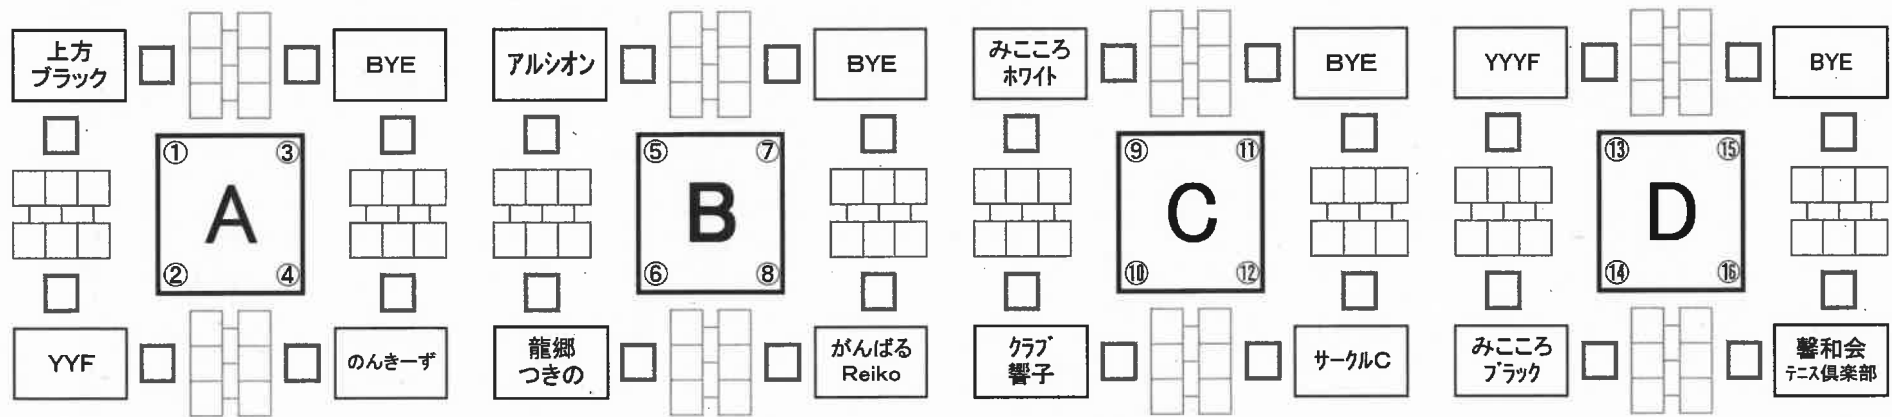 上方
ブラック
BYE
① ③
A
② ④
YYF
のんきーず
アルシオン
BYE
⑤ ⑦
B
⑥ ⑧
龍郷
つきの
がんばる
Reiko
みこころ
ホワイト
BYE
⑨ ⑪
C
⑩ ⑫
クラブ
響子
サークルC
YYYF
BYE
⑬ ⑮
D
⑭ ⑯
みこころ
ブラック
馨和会
テニス倶楽部